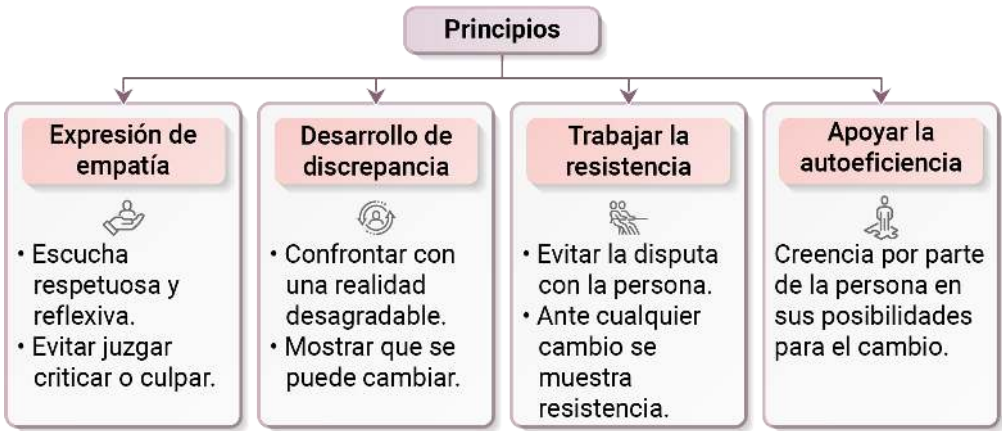 Principios
Expresión de
empatía
• Escucha
respetuosa y
reflexiva.
• Evitar juzgar
criticar o culpar.
Desarrollo de
discrepancia
• Confrontar con
una realidad
desagradable.
• Mostrar que se
puede cambiar.
Trabajar la
resistencia
• Evitar la disputa
con la persona.
• Ante cualquier
cambio se
muestra
resistencia.
Apoyar la
autoeficiencia
Creencia por parte
de la persona en
sus posibilidades
para el cambio.